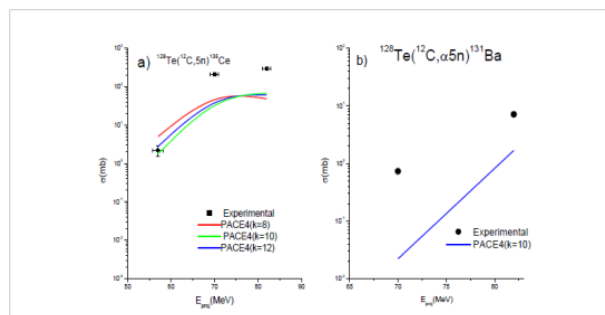 a) ¹²⁸Te(¹²C,5n)¹³⁵Ce
σ(mb)
Experimental
PACE4(k=8)
PACE4(k=10)
PACE4(k=12)
50 60 70 80 90
E_proj(MeV)
b) ¹²⁸Te(¹²C,α5n)¹³¹Ba
σ(mb)
Experimental
PACE4(k=10)
65 70 75 80
E_proj(MeV)